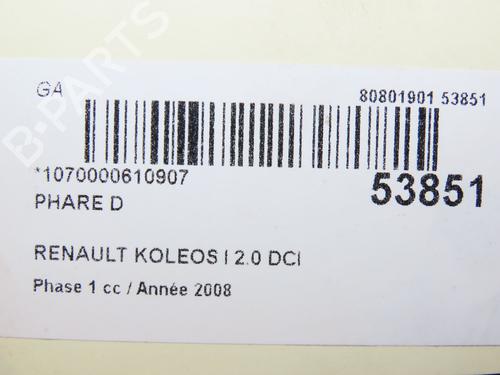 GA
80801901 53851
*1070000610907
53851
PHARE D
RENAULT KOLEOS I 2.0 DCI
Phase 1 cc / Année 2008
B-PARTS